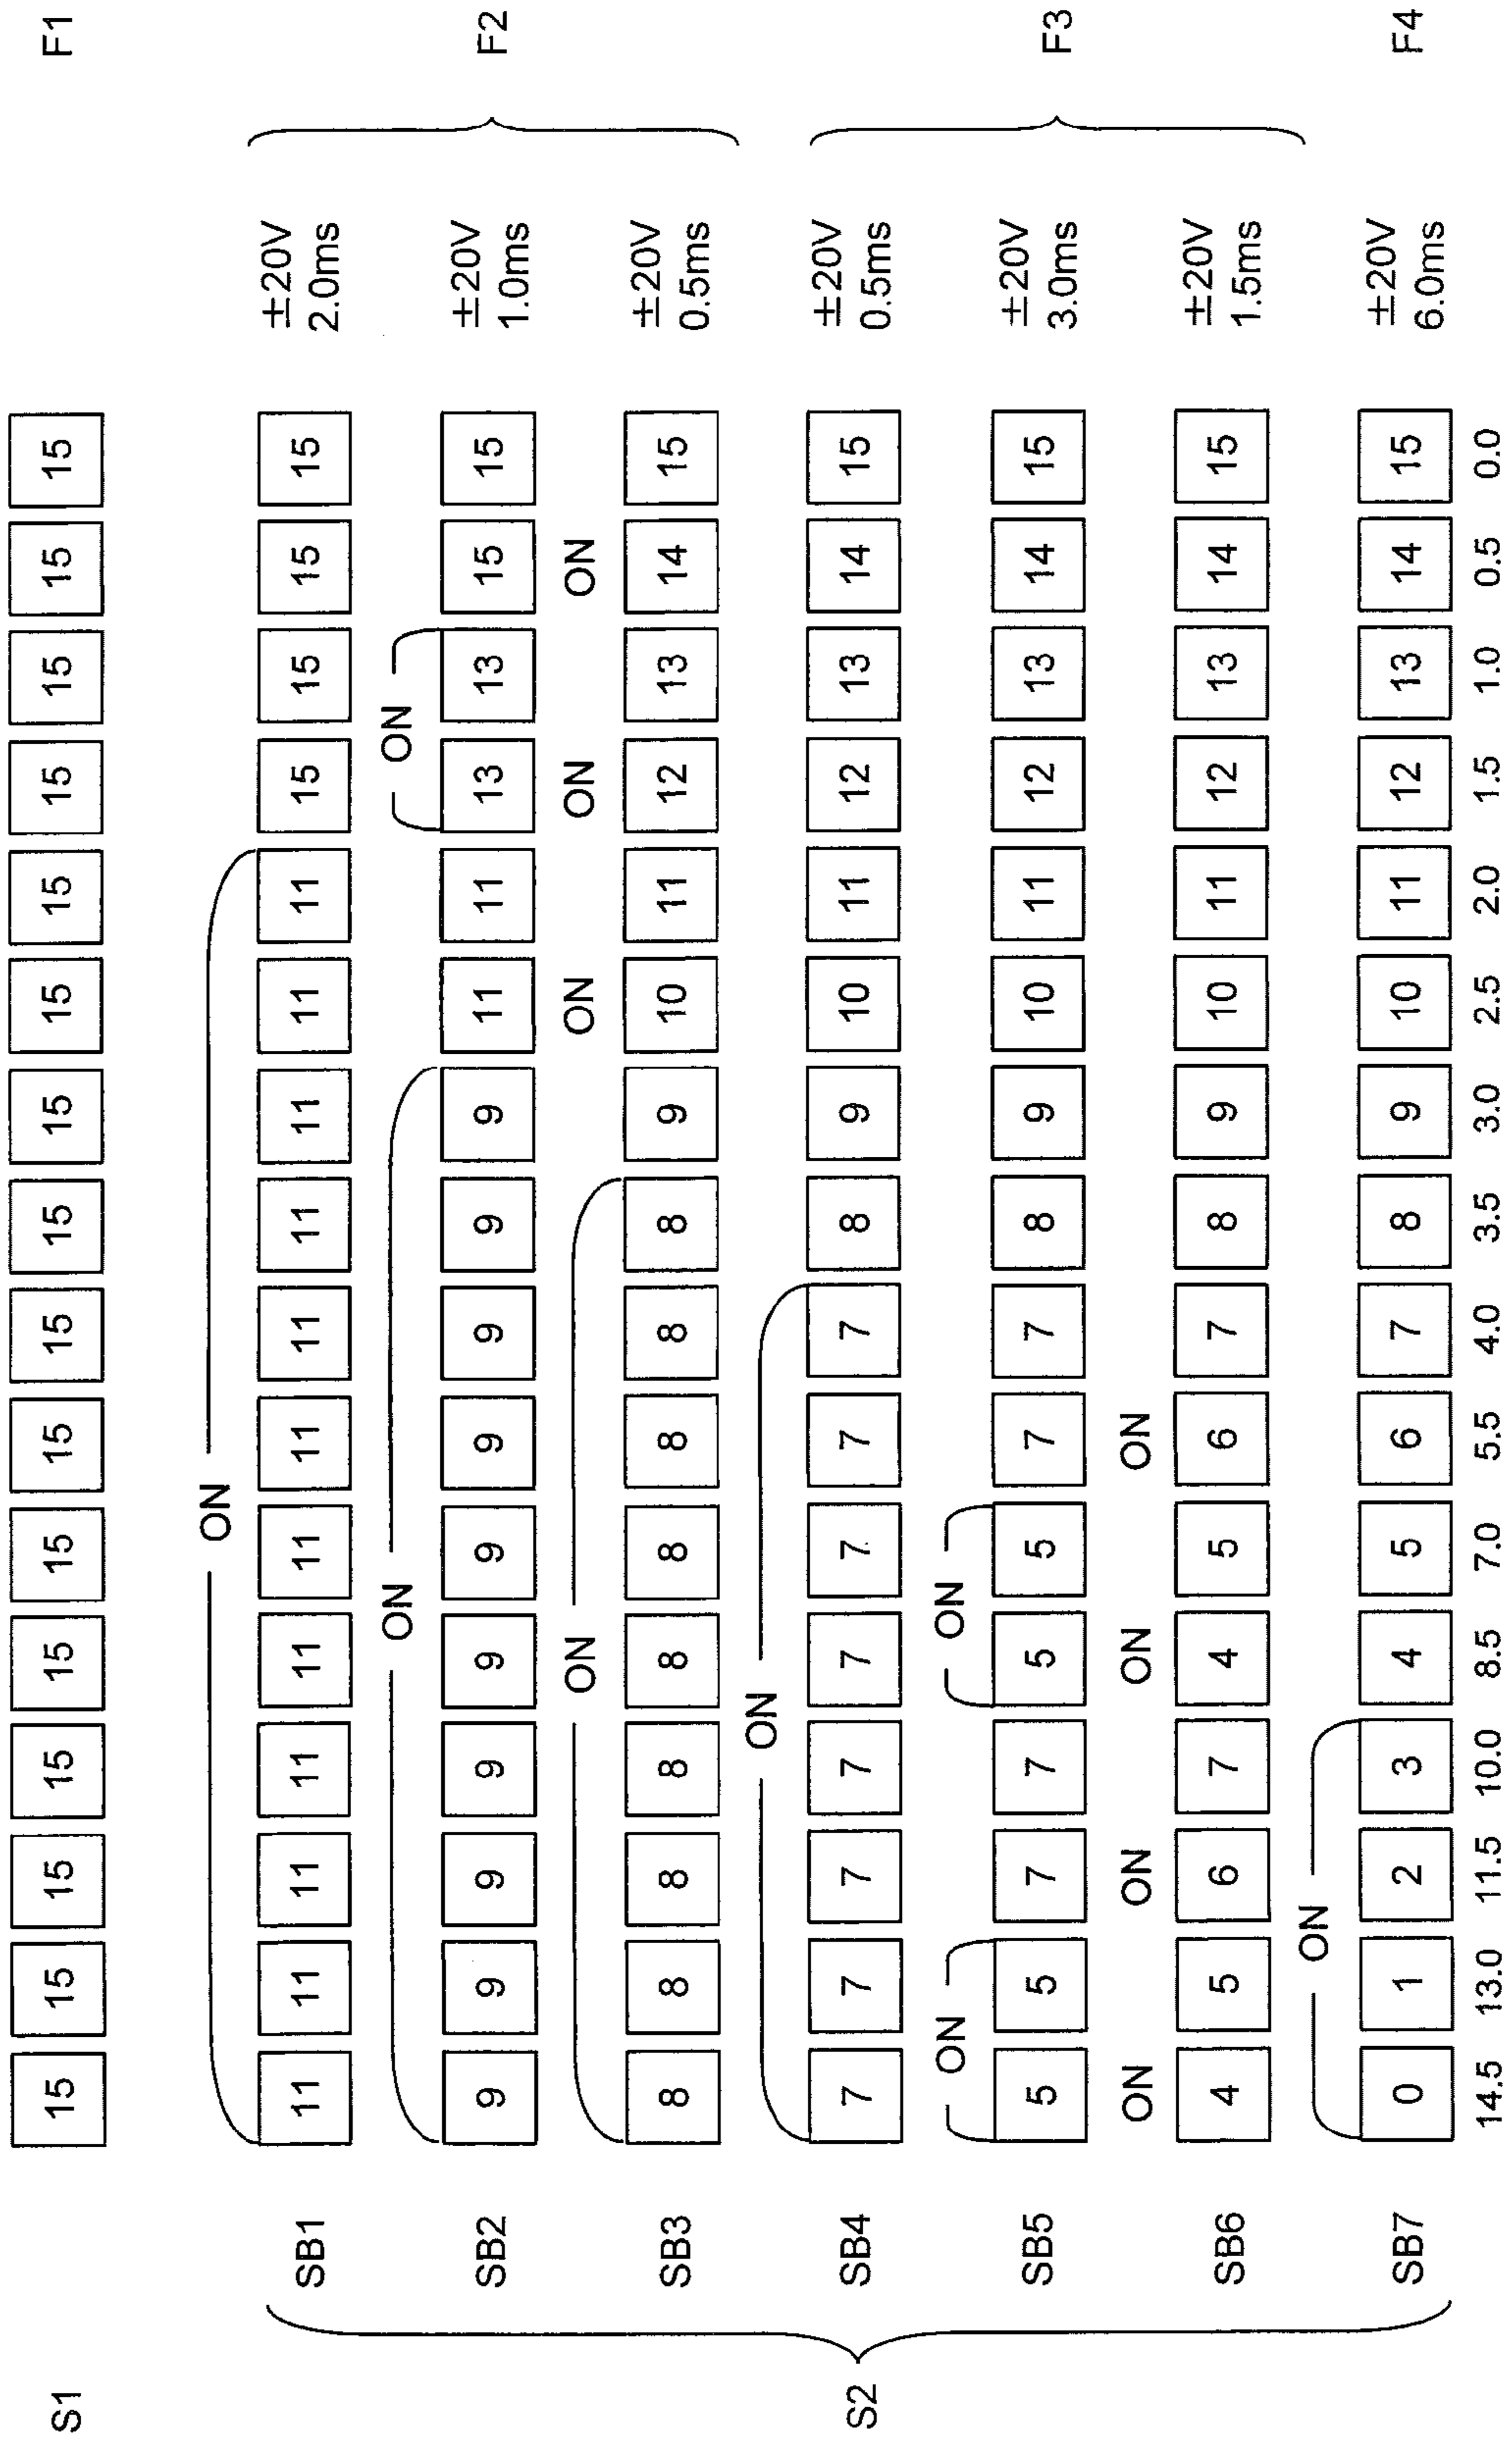 S1 15 15 15 15 15 15 15 15 15 15 15 15 15 15 15 15 F1
ON
SB1 11 11 11 11 11 11 11 11 11 11 11 11 15 15 15 15 ±20V
2.0ms
ON ON
SB2 9 9 9 9 9 9 9 9 9 9 11 11 13 13 15 15 ±20V
1.0ms
F2
ON ON ON ON
SB3 8 8 8 8 8 8 8 8 8 9 10 11 12 13 14 15 ±20V
0.5ms
ON
S2
SB4 7 7 7 7 7 7 7 7 8 9 10 11 12 13 14 15 ±20V
0.5ms
ON ON
SB5 5 5 7 7 5 5 7 7 8 9 10 11 12 13 14 15 ±20V
3.0ms
F3
ON ON ON ON
SB6 4 5 6 7 4 5 6 7 8 9 10 11 12 13 14 15 ±20V
1.5ms
ON
SB7 0 1 2 3 4 5 6 7 8 9 10 11 12 13 14 15 ±20V
6.0ms
F4
14.5 13.0 11.5 10.0 8.5 7.0 5.5 4.0 3.5 3.0 2.5 2.0 1.5 1.0 0.5 0.0